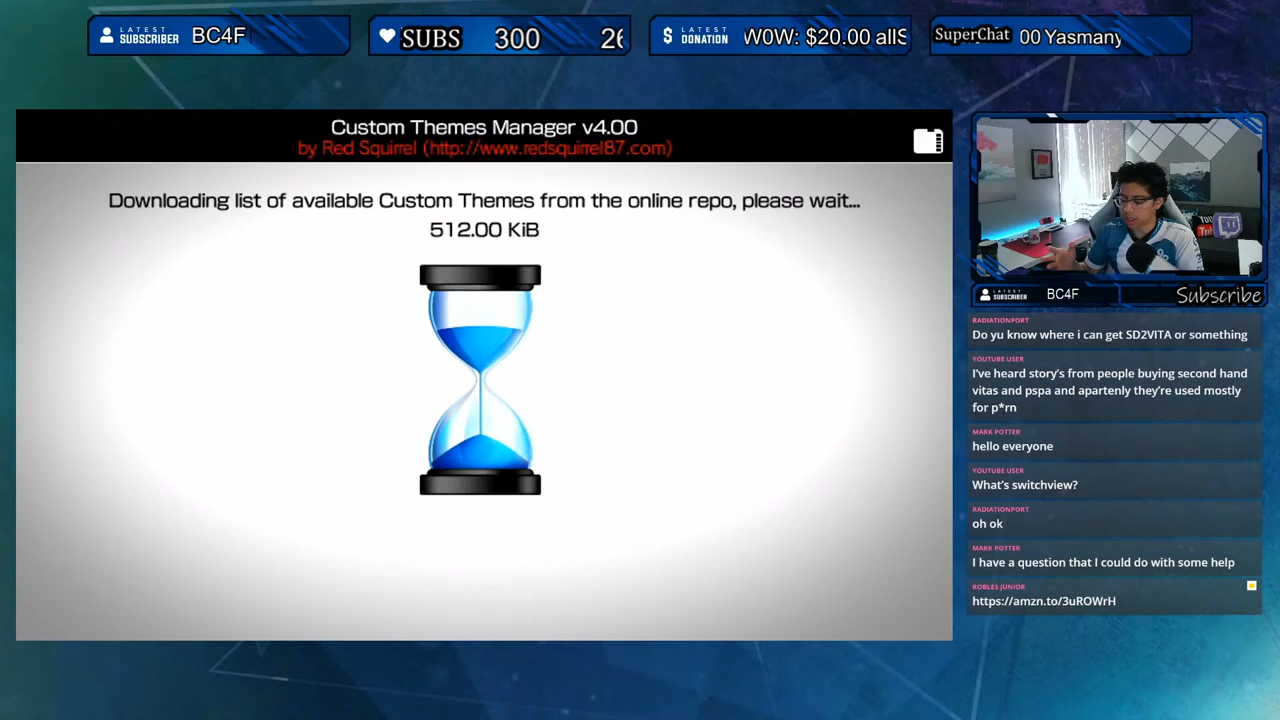 LATEST
SUBSCRIBER
BC4F
SUBS
300
26
LATEST
DONATION
W0W: $20.00 allS
SuperChat
00 Yasmany
Custom Themes Manager v4.00
by Red Squirrel (http://www.redsquirrel87.com)
Downloading list of available Custom Themes from the online repo, please wait...
512.00 KiB
LATEST
SUBSCRIBER
BC4F
Subscribe
RADIATIONPORT
Do yu know where i can get SD2VITA or something
YOUTUBE USER
I've heard story's from people buying second hand
vitas and pspa and apartenly they're used mostly
for p*rn
MARK POTTER
hello everyone
YOUTUBE USER
What's switchview?
RADIATIONPORT
oh ok
MARK POTTER
I have a question that I could do with some help
ROBLES JUNIOR
https://amzn.to/3uROWrH